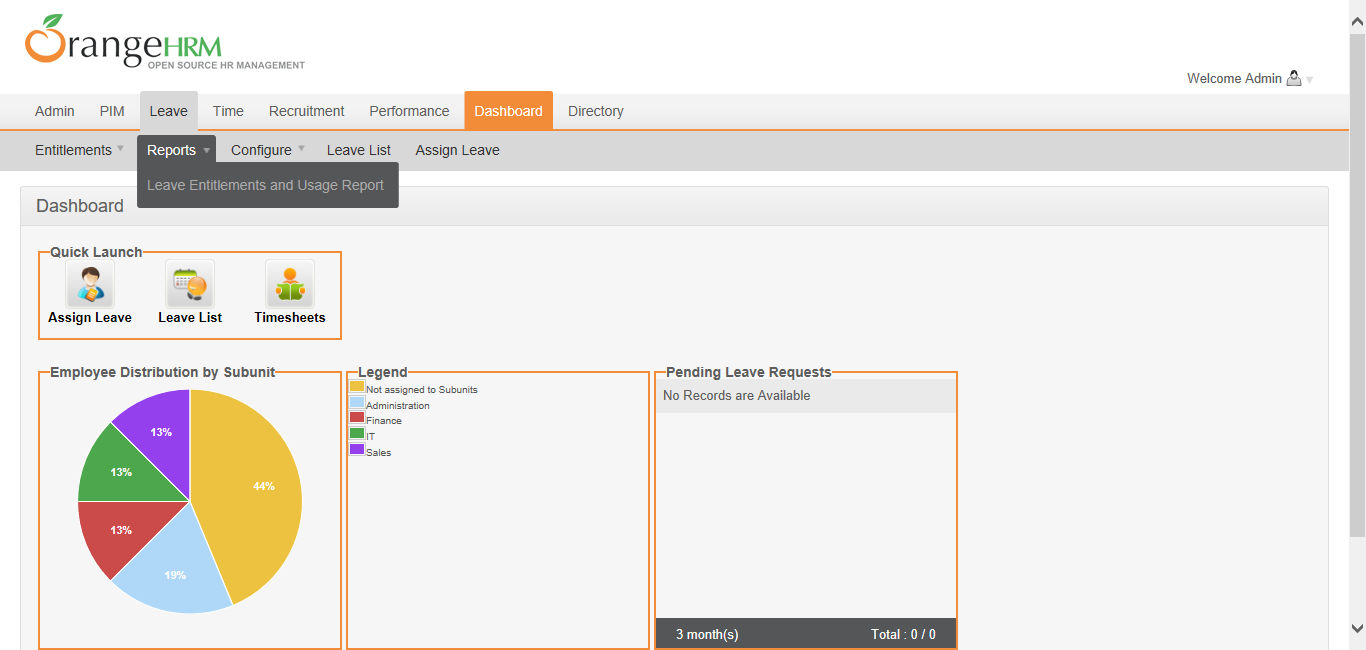 OrangeHRM
OPEN SOURCE HR MANAGEMENT
Welcome Admin
Admin PIM Leave Time Recruitment Performance Dashboard Directory
Entitlements Reports Configure Leave List Assign Leave
Leave Entitlements and Usage Report
Dashboard
Quick Launch
Assign Leave Leave List Timesheets
Employee Distribution by Subunit
13%
44%
13%
13%
19%
Legend
Not assigned to Subunits
Administration
Finance
IT
Sales
Pending Leave Requests
No Records are Available
3 month(s) Total : 0 / 0